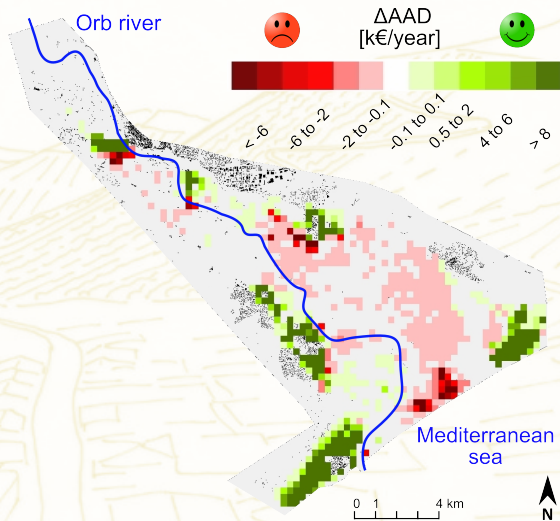 Orb river
ΔAAD
[k€/year]
< -6
-6 to -2
-2 to -0.1
-0.1 to 0.1
0.5 to 2
4 to 6
> 8
Mediterranean
sea
0 1 4 km
N